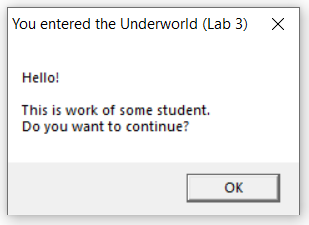 You entered the Underworld (Lab 3)
Hello!
This is work of some student.
Do you want to continue?
OK